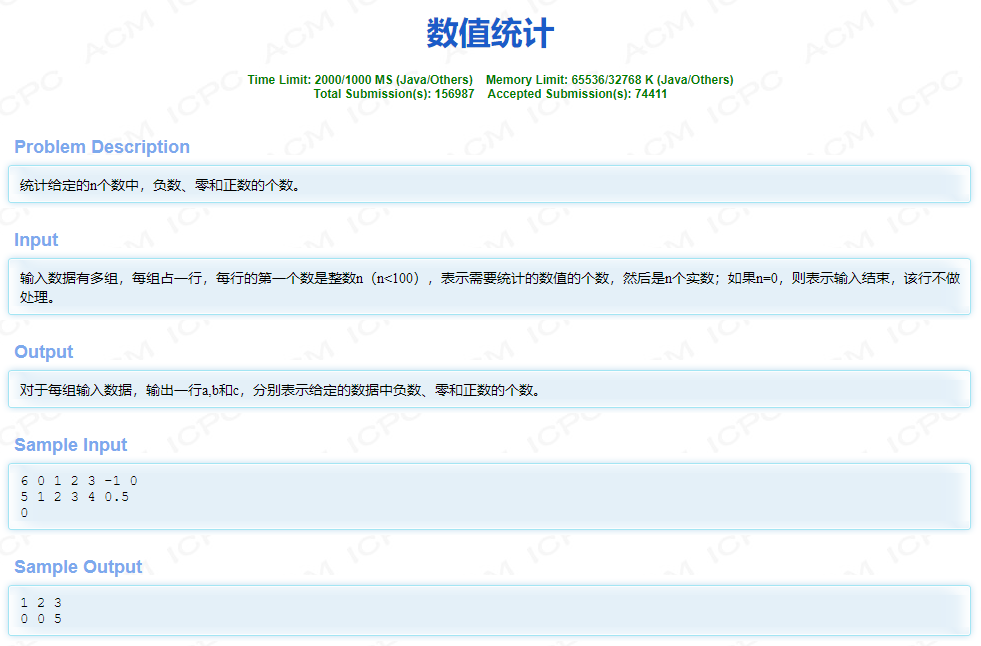 数值统计
Time Limit: 2000/1000 MS (Java/Others)    Memory Limit: 65536/32768 K (Java/Others)
Total Submission(s): 156987    Accepted Submission(s): 74411
Problem Description
统计给定的n个数中，负数、零和正数的个数。
Input
输入数据有多组，每组占一行，每行的第一个数是整数n（n<100），表示需要统计的数值的个数，然后是n个实数；如果n=0，则表示输入结束，该行不做
处理。
Output
对于每组输入数据，输出一行a,b和c，分别表示给定的数据中负数、零和正数的个数。
Sample Input
6 0 1 2 3 -1 0
5 1 2 3 4 0.5
0
Sample Output
1 2 3
0 0 5